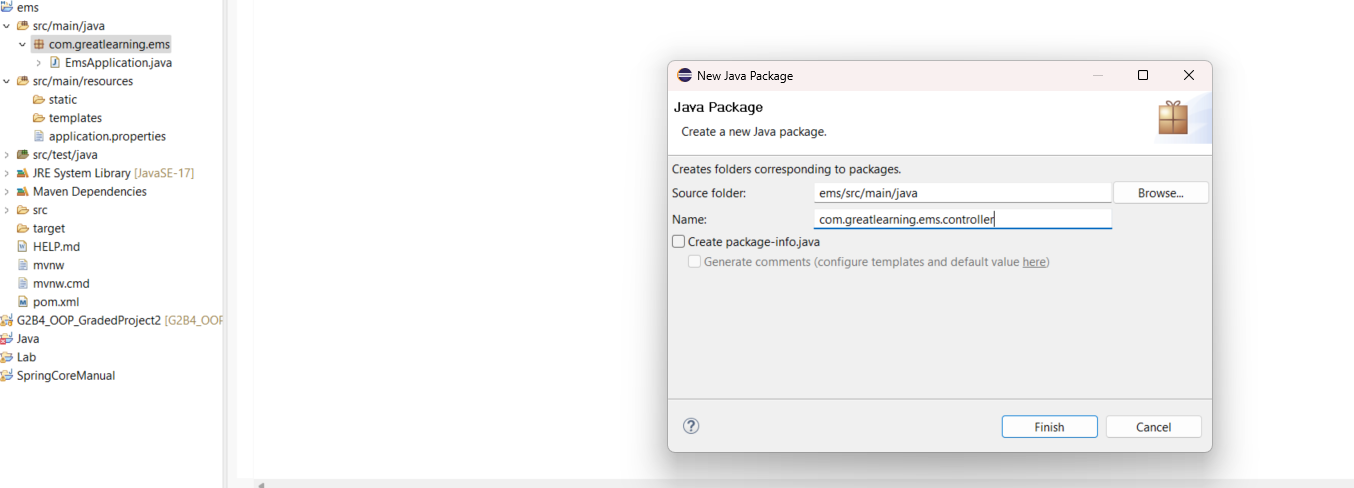 ems
src/main/java
com.greatlearning.ems
EmsApplication.java
src/main/resources
static
templates
application.properties
src/test/java
JRE System Library [JavaSE-17]
Maven Dependencies
src
target
HELP.md
mvnw
mvnw.cmd
pom.xml
G2B4_OOP_GradedProject2 [G2B4_OOP
Java
Lab
SpringCoreManual
New Java Package
Java Package
Create a new Java package.
Creates folders corresponding to packages.
Source folder: ems/src/main/java Browse...
Name: com.greatlearning.ems.controller
Create package-info.java
Generate comments (configure templates and default value here)
Finish Cancel